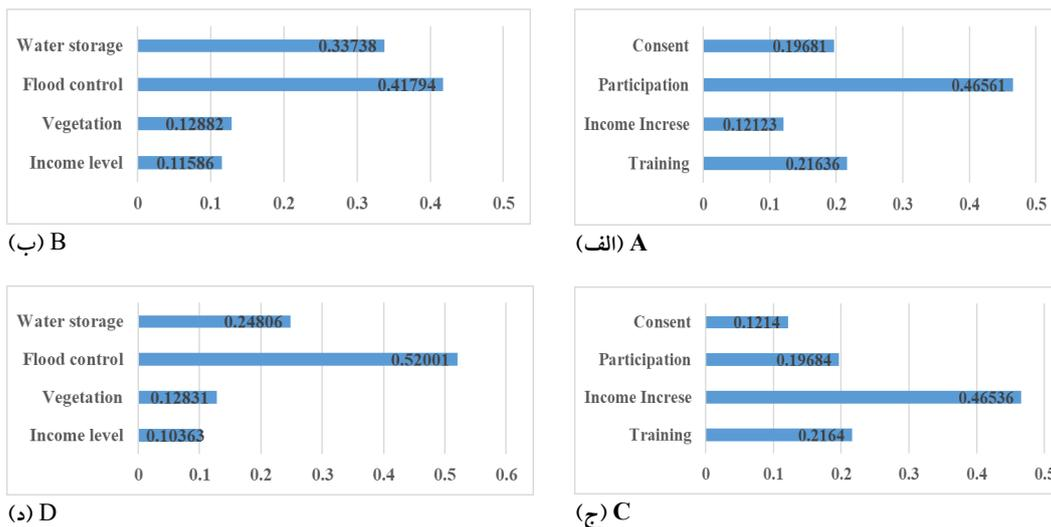 Water storage 0.33738
Flood control 0.41794
Vegetation 0.12882
Income level 0.11586
0 0.1 0.2 0.3 0.4 0.5
(ب) B
Consent 0.19681
Participation 0.46561
Income Increse 0.12123
Training 0.21636
0 0.1 0.2 0.3 0.4 0.5
(الف) A
Water storage 0.24806
Flood control 0.52001
Vegetation 0.12831
Income level 0.10363
0 0.1 0.2 0.3 0.4 0.5 0.6
(د) D
Consent 0.1214
Participation 0.19684
Income Increse 0.46536
Training 0.2164
0 0.1 0.2 0.3 0.4 0.5
(ج) C